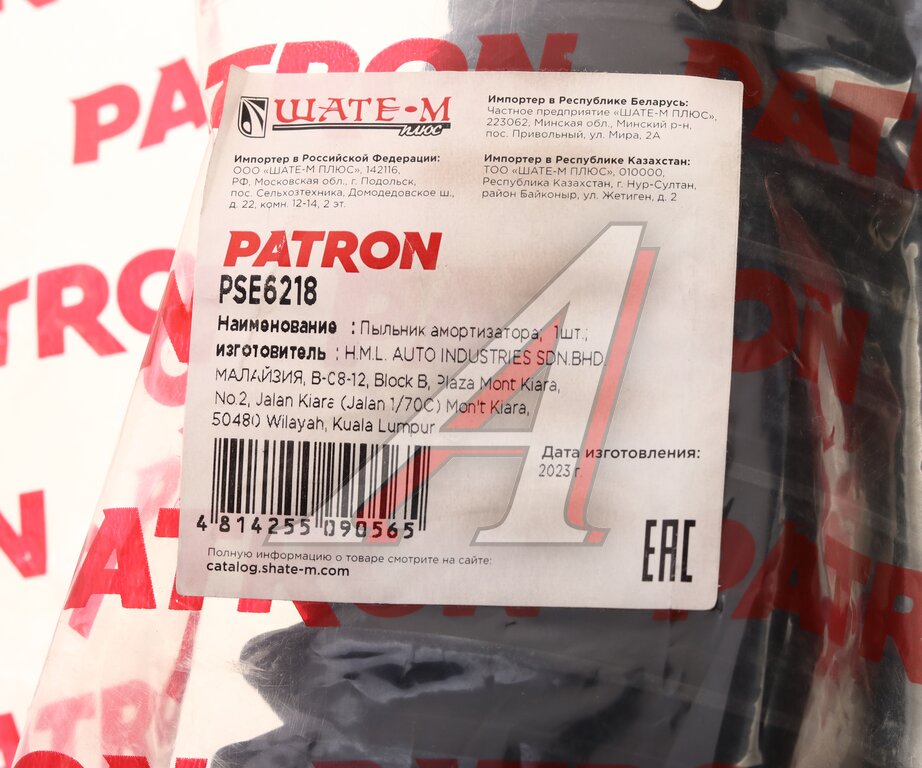 PATRON
ШАТЕ-М
плюс
Импортер в Республике Беларусь:
Частное предприятие «ШАТЕ-М ПЛЮС»,
223062, Минская обл., Минский р-н,
пос. Привольный, ул. Мира, 2А
Импортер в Российской Федерации:
ООО «ШАТЕ-М ПЛЮС», 142116,
РФ, Московская обл., г. Подольск,
пос. Сельхозтехника, Домодедовское ш.,
д. 22, комн. 12-14, 2 эт.
Импортер в Республике Казахстан:
ТОО «ШАТЕ-М ПЛЮС», 010000,
Республика Казахстан, г. Нур-Султан,
район Байконыр, ул. Жетиген, д. 2
PATRON
PSE6218
Наименование : Пыльник амортизатора; 1шт.;
изготовитель : H.M.L. AUTO INDUSTRIES SDN.BHD.
МАЛАЙЗИЯ, B-08-12, Block B, Plaza Mont Kiara,
No.2, Jalan Kiara (Jalan 1/70C) Mon't Kiara,
50480 Wilayah, Kuala Lumpur
Дата изготовления:
2023 г.
4 814255 090565
EAC
Полную информацию о товаре смотрите на сайте:
catalog.shate-m.com